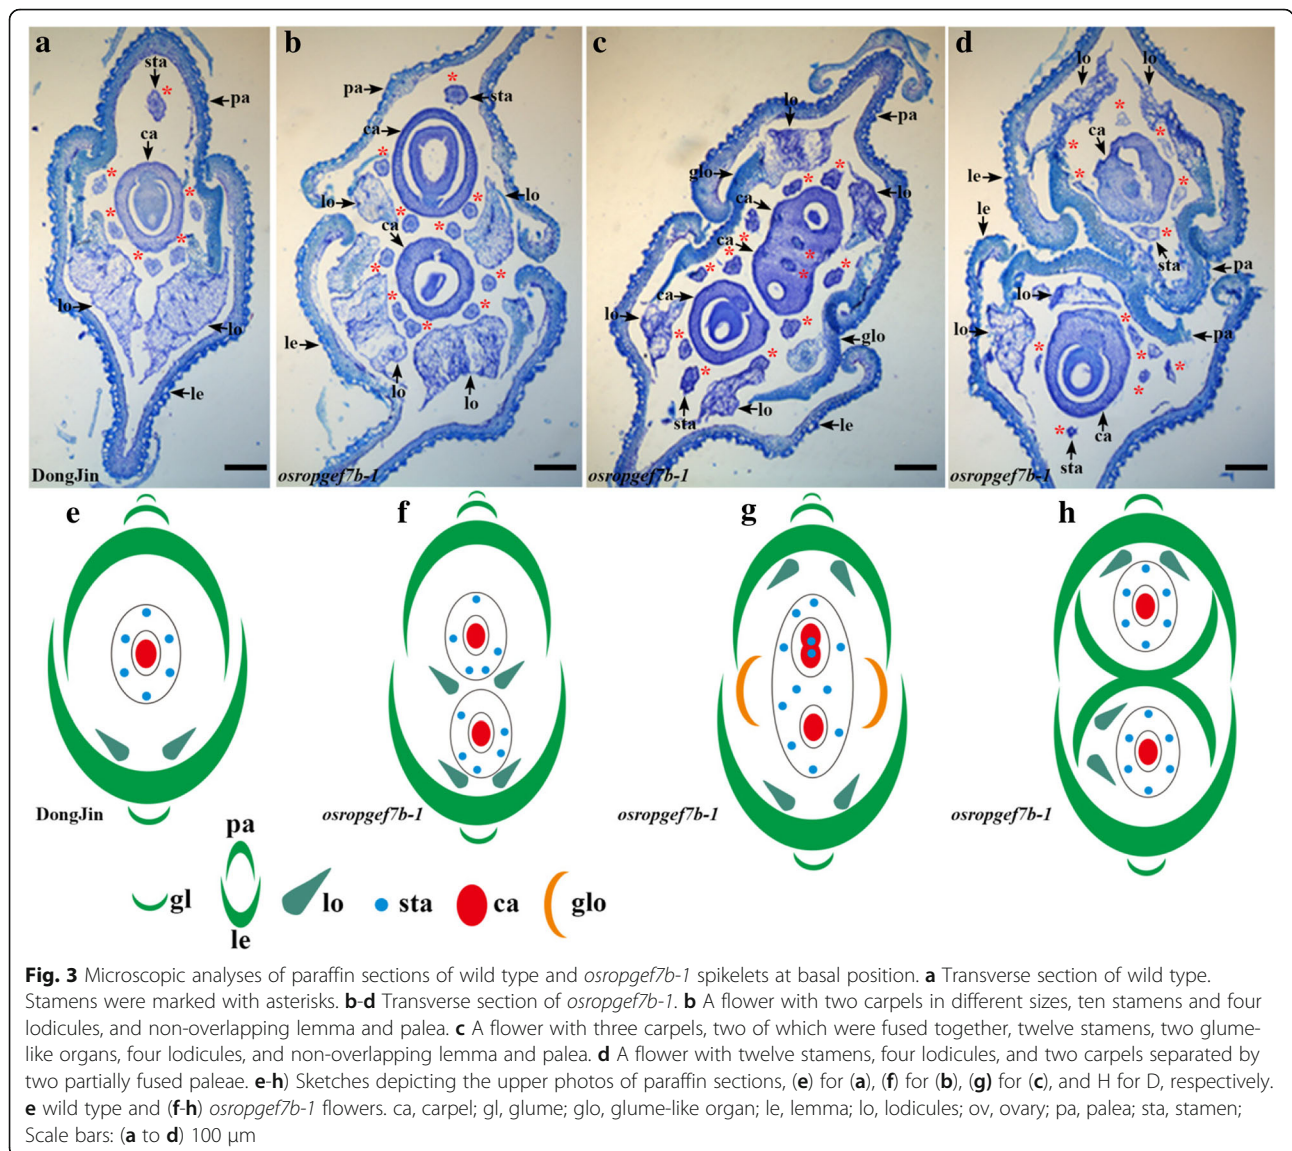 a
sta
*
pa
ca
*
*
*
*
*
lo
lo
le
DongJin
b
*
pa
sta
ca
*
*
*
lo
lo
*
*
ca
*
*
*
*
le
lo
lo
osropgef7b-1
c
lo
pa
glo
*
*
lo
ca
*
ca
*
*
*
*
*
ca
lo
*
*
*
*
glo
sta
lo
le
osropgef7b-1
d
lo
lo
*
ca
*
*
le
*
*
le
*
sta
pa
lo
*
lo
pa
*
*
*
*
*
ca
sta
osropgef7b-1
e
DongJin
f
osropgef7b-1
g
osropgef7b-1
h
osropgef7b-1
gl
pa
le
lo
sta
ca
glo
Fig. 3 Microscopic analyses of paraffin sections of wild type and osropgef7b-1 spikelets at basal position. a Transverse section of wild type.
Stamens were marked with asterisks. b-d Transverse section of osropgef7b-1. b A flower with two carpels in different sizes, ten stamens and four
lodicules, and non-overlapping lemma and palea. c A flower with three carpels, two of which were fused together, twelve stamens, two glume-
like organs, four lodicules, and non-overlapping lemma and palea. d A flower with twelve stamens, four lodicules, and two carpels separated by
two partially fused paleae. e-h) Sketches depicting the upper photos of paraffin sections, (e) for (a), (f) for (b), (g) for (c), and H for D, respectively.
e wild type and (f-h) osropgef7b-1 flowers. ca, carpel; gl, glume; glo, glume-like organ; le, lemma; lo, lodicules; ov, ovary; pa, palea; sta, stamen;
Scale bars: (a to d) 100 μm